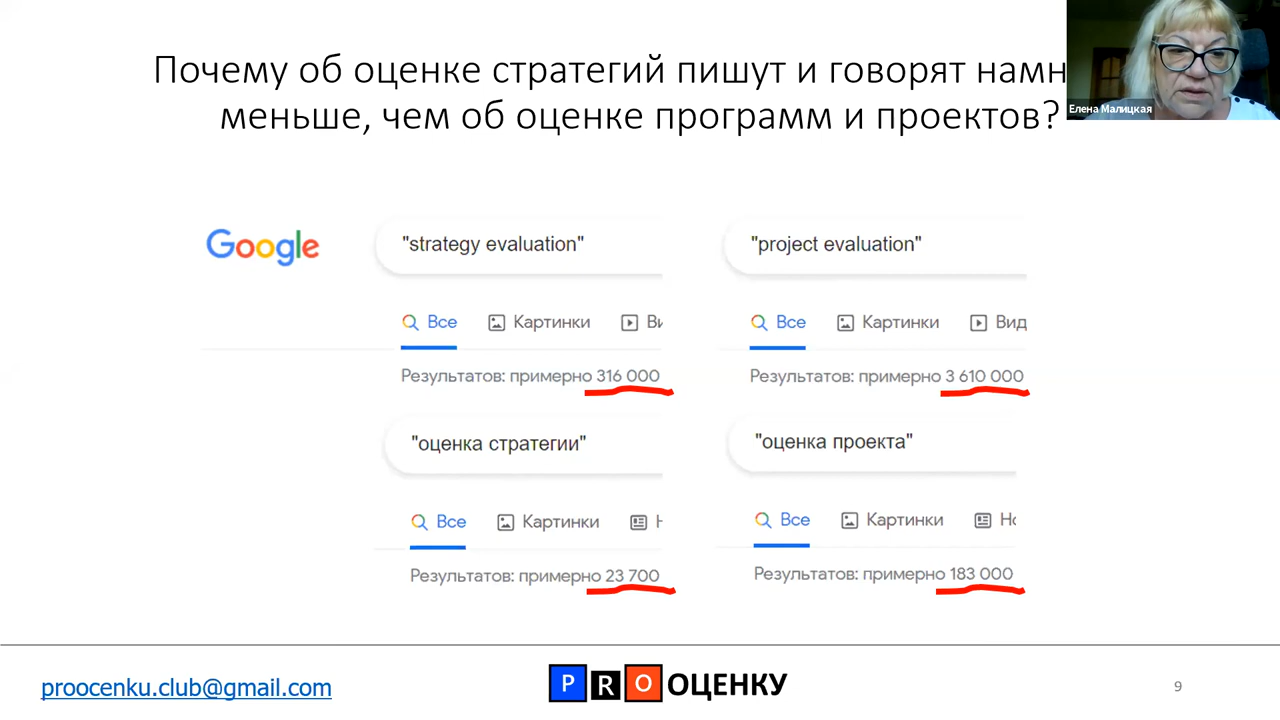 Почему об оценке стратегий пишут и говорят
меньше, чем об оценке программ и проектов?
Елена Малицкая
Google
"strategy evaluation"
"project evaluation"
Все Картинки
Все Картинки
Результатов: примерно 316 000
Результатов: примерно 3 610 000
"оценка стратегии"
"оценка проекта"
Все Картинки
Все Картинки
Результатов: примерно 23 700
Результатов: примерно 183 000
proocenku.club@gmail.com
PRO ОЦЕНКУ
9